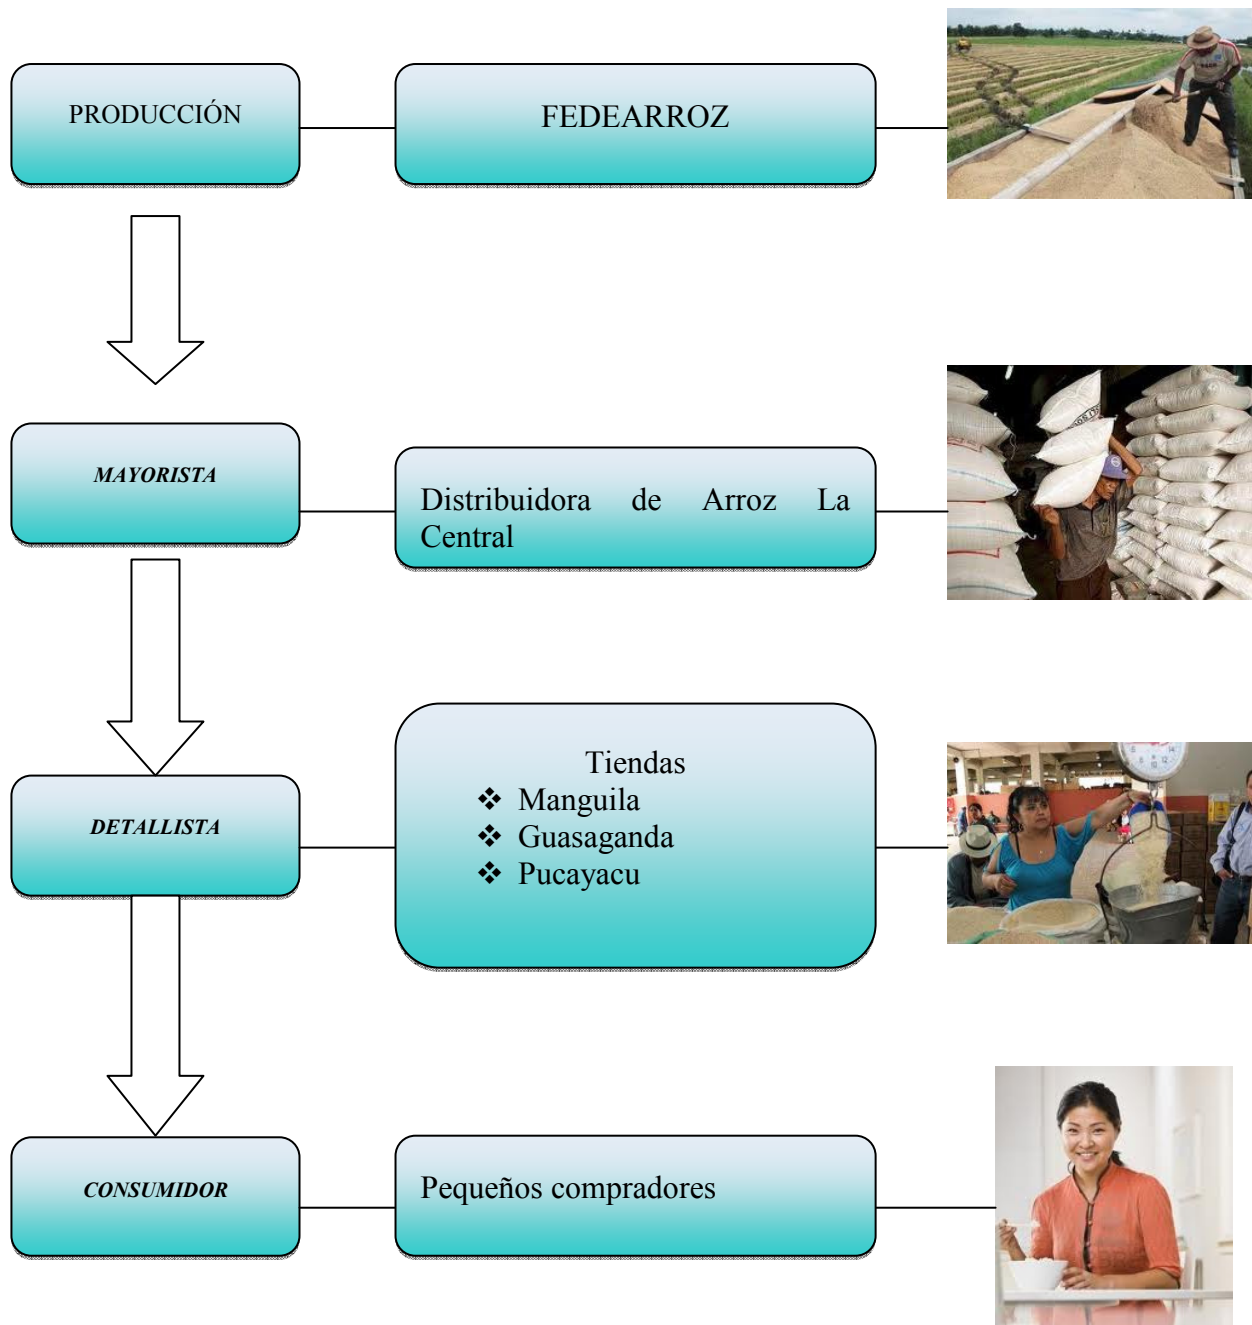 PRODUCCIÓN
FEDEARROZ
MAYORISTA
Distribuidora de Arroz La
Central
DETALLISTA
Tiendas
❖ Manguila
❖ Guasaganda
❖ Pucayacu
CONSUMIDOR
Pequeños compradores